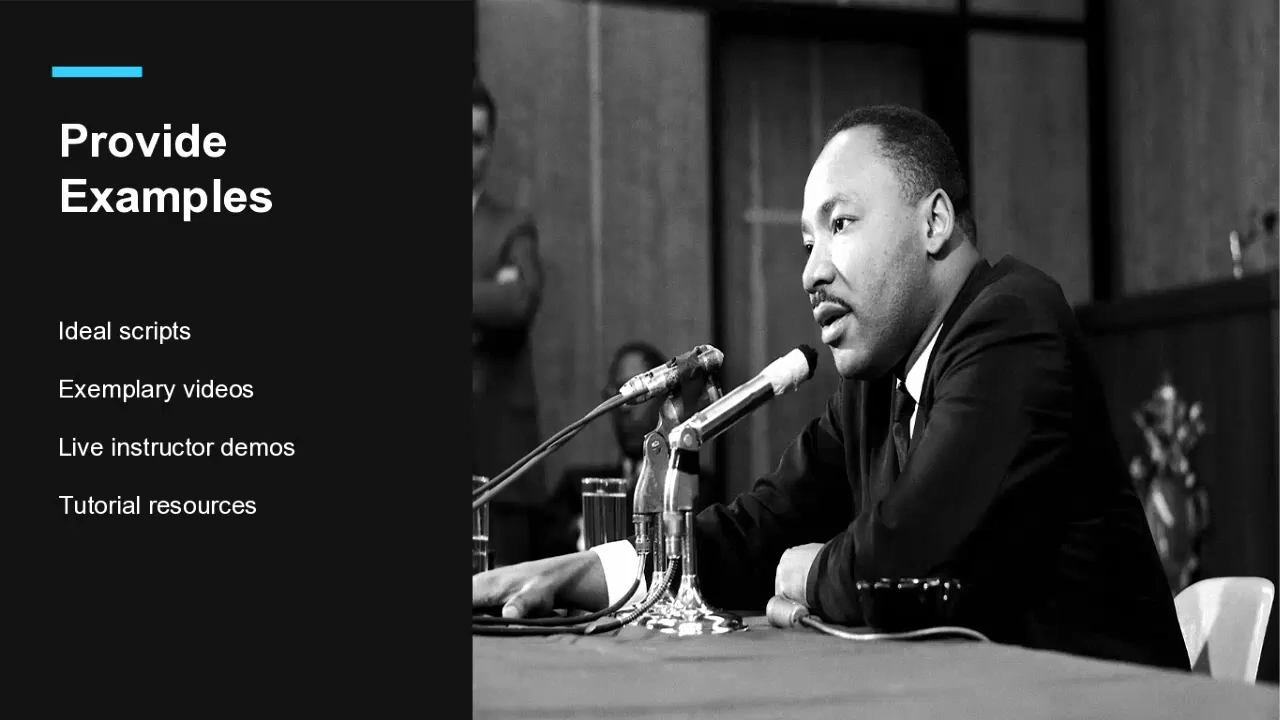 Provide
Examples
Ideal scripts
Exemplary videos
Live instructor demos
Tutorial resources